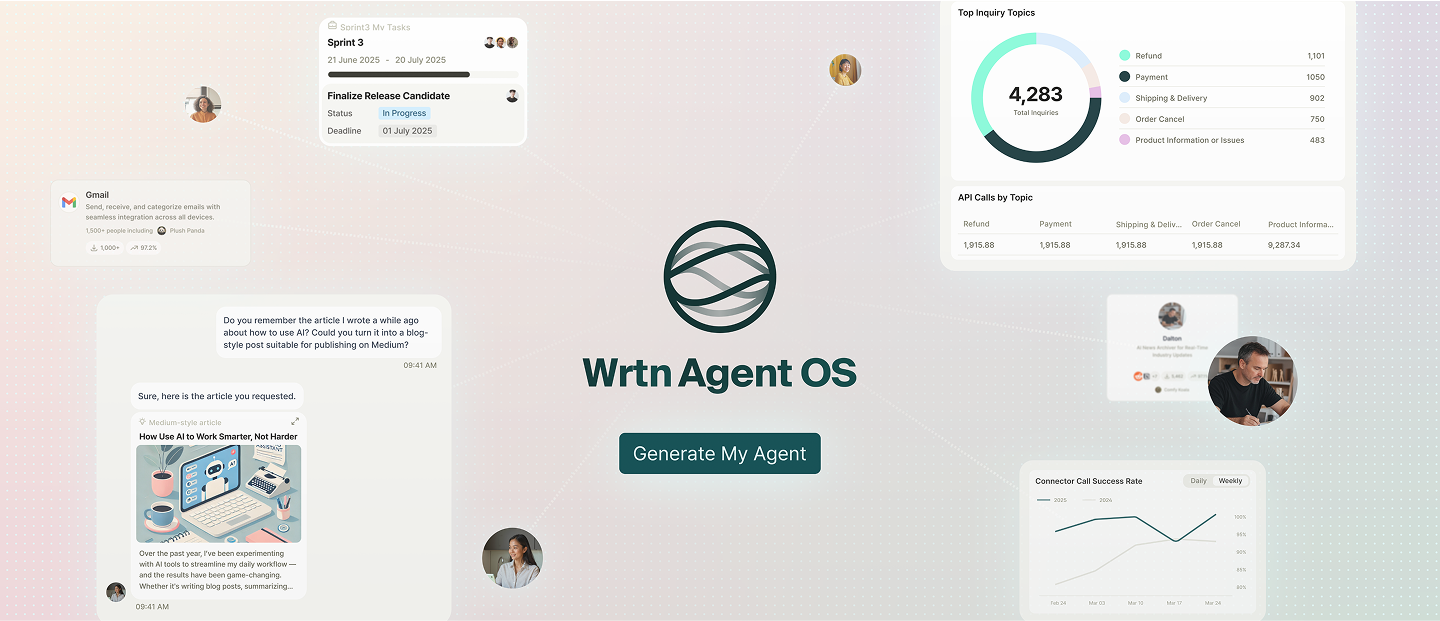 Sprint3 My Tasks
Sprint 3
21 June 2025 - 20 July 2025
Finalize Release Candidate
Status In Progress
Deadline 01 July 2025
Gmail
Send, receive, and categorize emails with
seamless integration across all devices.
1,500+ people including Plush Panda
1,000+ 97.2%
Do you remember the article I wrote a while ago
about how to use AI? Could you turn it into a blog-
style post suitable for publishing on Medium?
09:41 AM
Sure, here is the article you requested.
Medium-style article
How Use AI to Work Smarter, Not Harder
ASSISTANT
AI
Over the past year, I've been experimenting
with AI tools to streamline my daily workflow —
and the results have been game-changing.
Whether it's writing blog posts, summarizing...
09:41 AM
Wrtn Agent OS
Generate My Agent
Top Inquiry Topics
4,283
Total Inquiries
Refund 1,101
Payment 1050
Shipping & Delivery 902
Order Cancel 750
Product Information or Issues 483
API Calls by Topic
Refund Payment Shipping & Deliv... Order Cancel Product Informa...
1,915.88 1,915.88 1,915.88 1,915.88 9,287.34
Dalton
AI News Archiver for Real-Time
Industry Updates
Connector Call Success Rate
Daily Weekly
2025 2024
100%
95%
90%
85%
80%
Feb 24 Mar 03 Mar 10 Mar 17 Mar 24